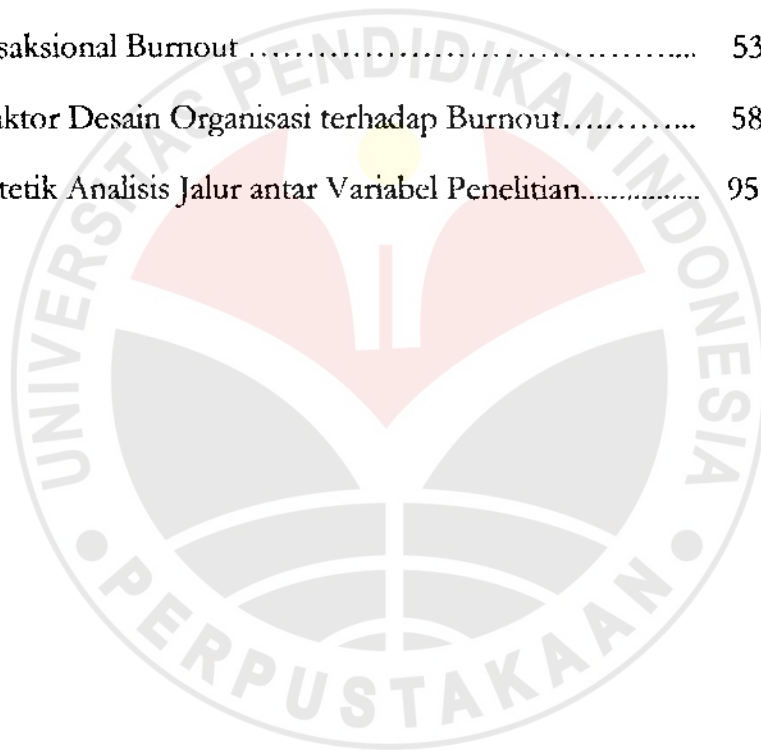 saksional Burnout ........................................ 53
aktor Desain Organisasi terhadap Burnout............. 58
tetik Analisis Jalur antar Variabel Penelitian............... 95
UNIVERSITAS PENDIDIKAN INDONESIA
PERPUSTAKAAN